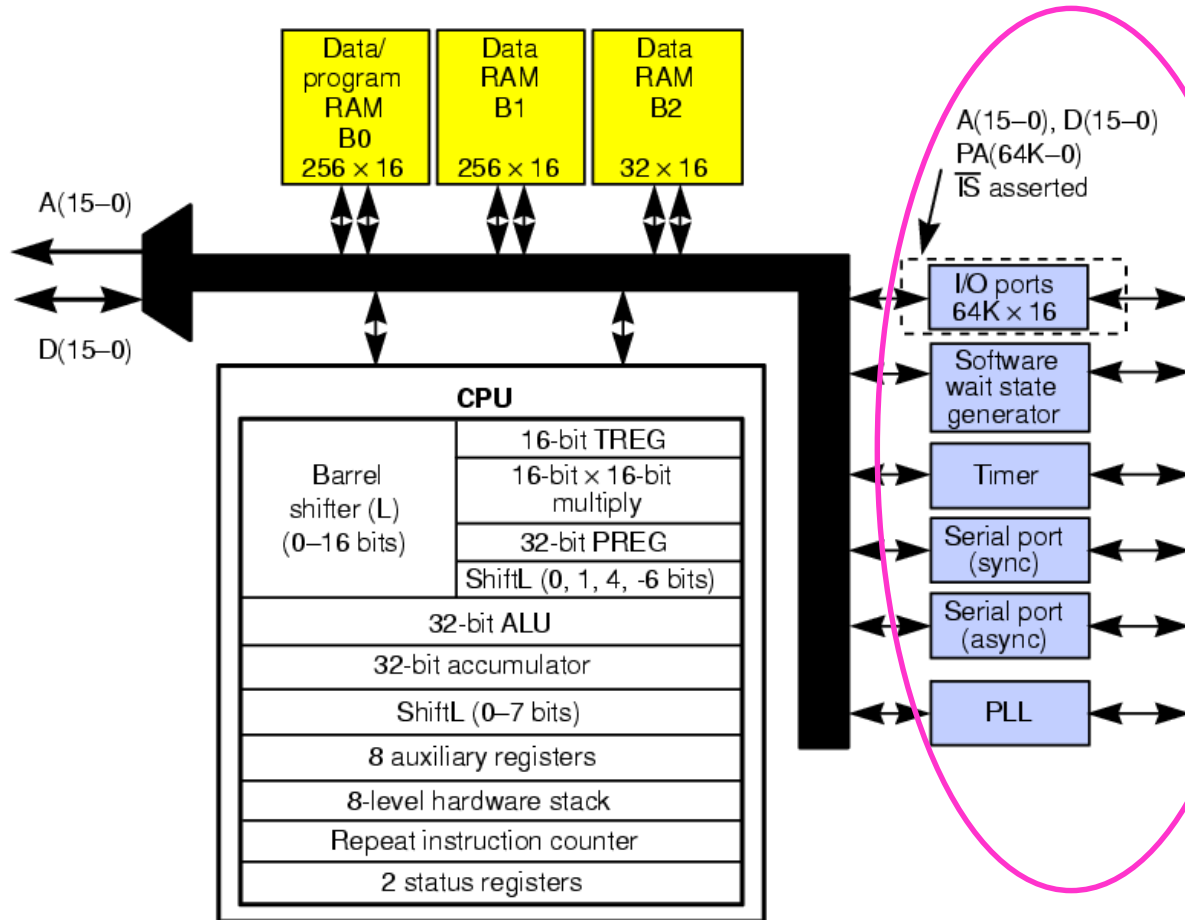 Data/
program
RAM
B0
256 × 16
Data
RAM
B1
256 × 16
Data
RAM
B2
32 × 16
A(15–0), D(15–0)
PA(64K–0)
I̅S̅ asserted
A(15–0)
D(15–0)
I/O ports
64K × 16
Software
wait state
generator
Timer
Serial port
(sync)
Serial port
(async)
PLL
CPU
Barrel
shifter (L)
(0–16 bits)
16-bit TREG
16-bit × 16-bit
multiply
32-bit PREG
ShiftL (0, 1, 4, -6 bits)
32-bit ALU
32-bit accumulator
ShiftL (0–7 bits)
8 auxiliary registers
8-level hardware stack
Repeat instruction counter
2 status registers